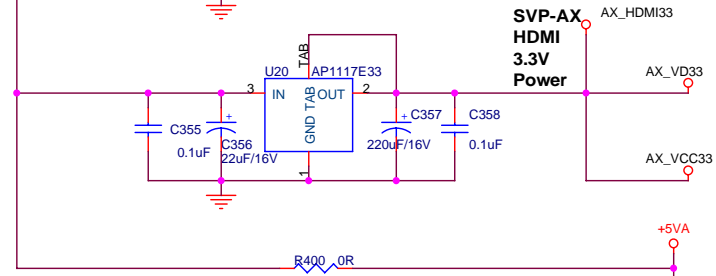 SVP-AX
HDMI
3.3V
Power
AX_HDMI33
TAB
U20
AP1117E33
AX_VD33
3
IN
GND TAB
OUT
2
C355
0.1uF
C356
22uF/16V
C357
220uF/16V
C358
0.1uF
1
AX_VCC33
+5VA
R400
0R
+
+